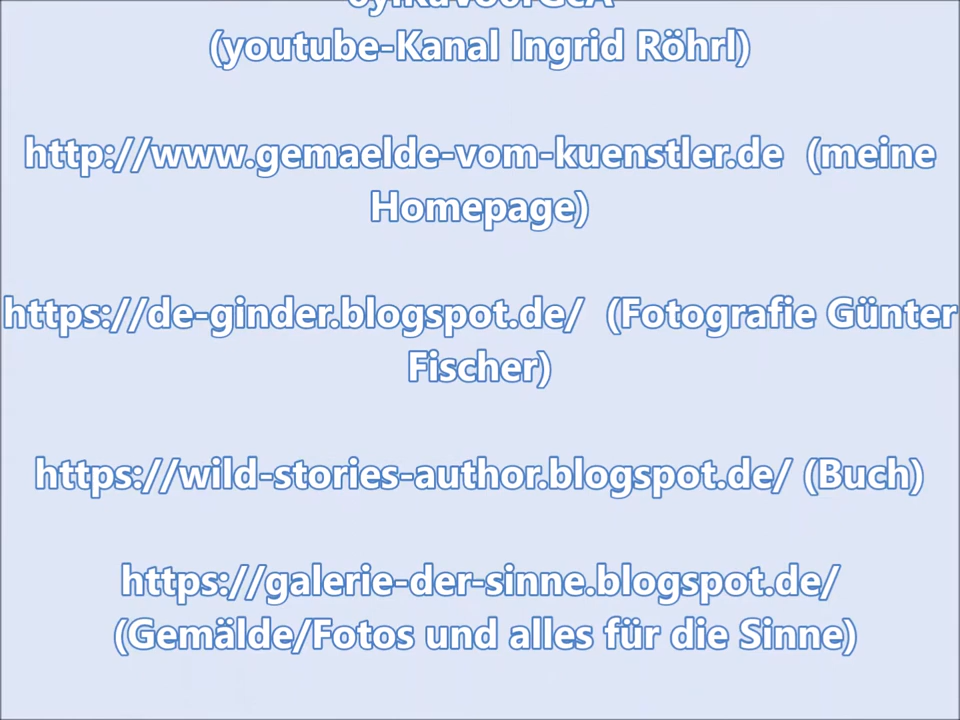 (youtube-Kanal Ingrid Röhrl)
http://www.gemaelde-vom-kuenstler.de (meine
Homepage)
https://de-ginder.blogspot.de/ (Fotografie Günter
Fischer)
https://wild-stories-author.blogspot.de/ (Buch)
https://galerie-der-sinne.blogspot.de/
(Gemälde/Fotos und alles für die Sinne)